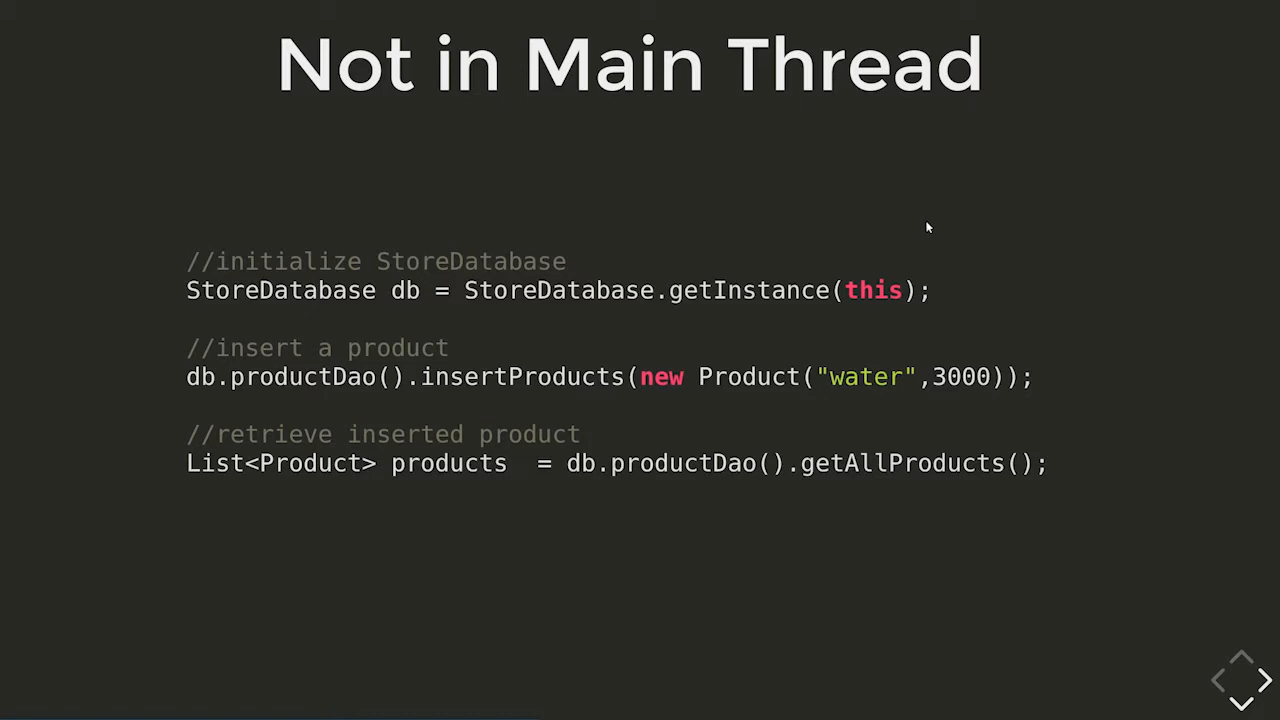 Not in Main Thread
//initialize StoreDatabase
StoreDatabase db = StoreDatabase.getInstance(this);
//insert a product
db.productDao().insertProducts(new Product("water",3000));
//retrieve inserted product
List<Product> products  = db.productDao().getAllProducts();